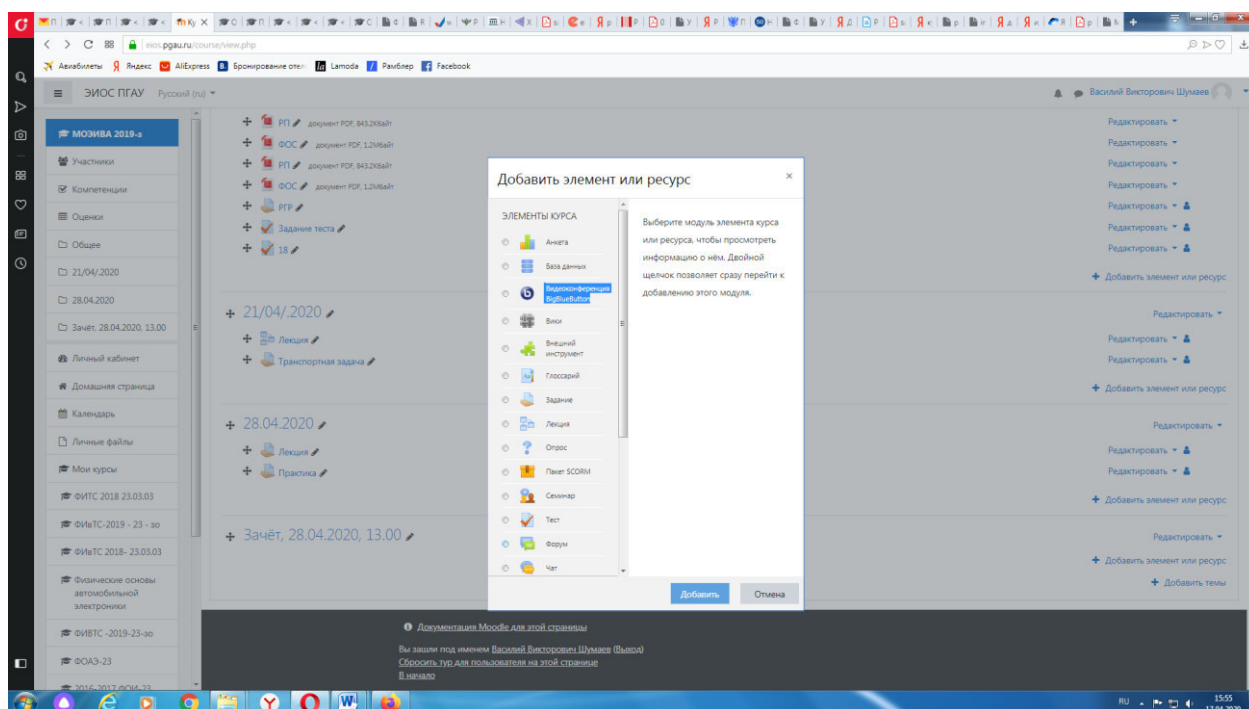 eios.pgau.ru/course/view.php
Авиабилеты Яндекс AliExpress Бронирование отел Lamoda Рамблер Facebook
ЭИОС ПГАУ Русский (ru)
Василий Викторович Шумаев
МОЭИВА 2019-з
Участники
Компетенции
Оценки
Общее
21/04/.2020
28.04.2020
Зачёт, 28.04.2020, 13.00
Личный кабинет
Домашняя страница
Календарь
Личные файлы
Мои курсы
ФИТС 2018 23.03.03
ФИвТС-2019 - 23 - зо
ФИвТС 2018- 23.03.03
Физические основы
автомобильной
электроники
ФИВТС -2019-23-зо
ФОАЭ-23
2016-2017 ФОИ-23
РП документ PDF, 843.2Кбайт Редактировать
ФОС документ PDF, 1.2Мбайт Редактировать
РП документ PDF, 843.2Кбайт Редактировать
ФОС документ PDF, 1.2Мбайт Редактировать
РГР Редактировать
Задание теста Редактировать
18 Редактировать
Добавить элемент или ресурс
21/04/.2020 Редактировать
Лекция Редактировать
Транспортная задача Редактировать
Добавить элемент или ресурс
28.04.2020 Редактировать
Лекция Редактировать
Практика Редактировать
Добавить элемент или ресурс
Зачёт, 28.04.2020, 13.00 Редактировать
Добавить элемент или ресурс
Добавить темы
Добавить элемент или ресурс ×
ЭЛЕМЕНТЫ КУРСА
Анкета
База данных
Видеоконференция
BigBlueButton
Вики
Внешний
инструмент
Глоссарий
Задание
Лекция
Опрос
Пакет SCORM
Семинар
Тест
Форум
Чат
Выберите модуль элемента курса
или ресурса, чтобы просмотреть
информацию о нём. Двойной
щелчок позволяет сразу перейти к
добавлению этого модуля.
Добавить Отмена
Документация Moodle для этой страницы
Вы зашли под именем Василий Викторович Шумаев (Выход)
Сбросить тур для пользователя на этой странице
В начало
RU 15:55
17.04.2020